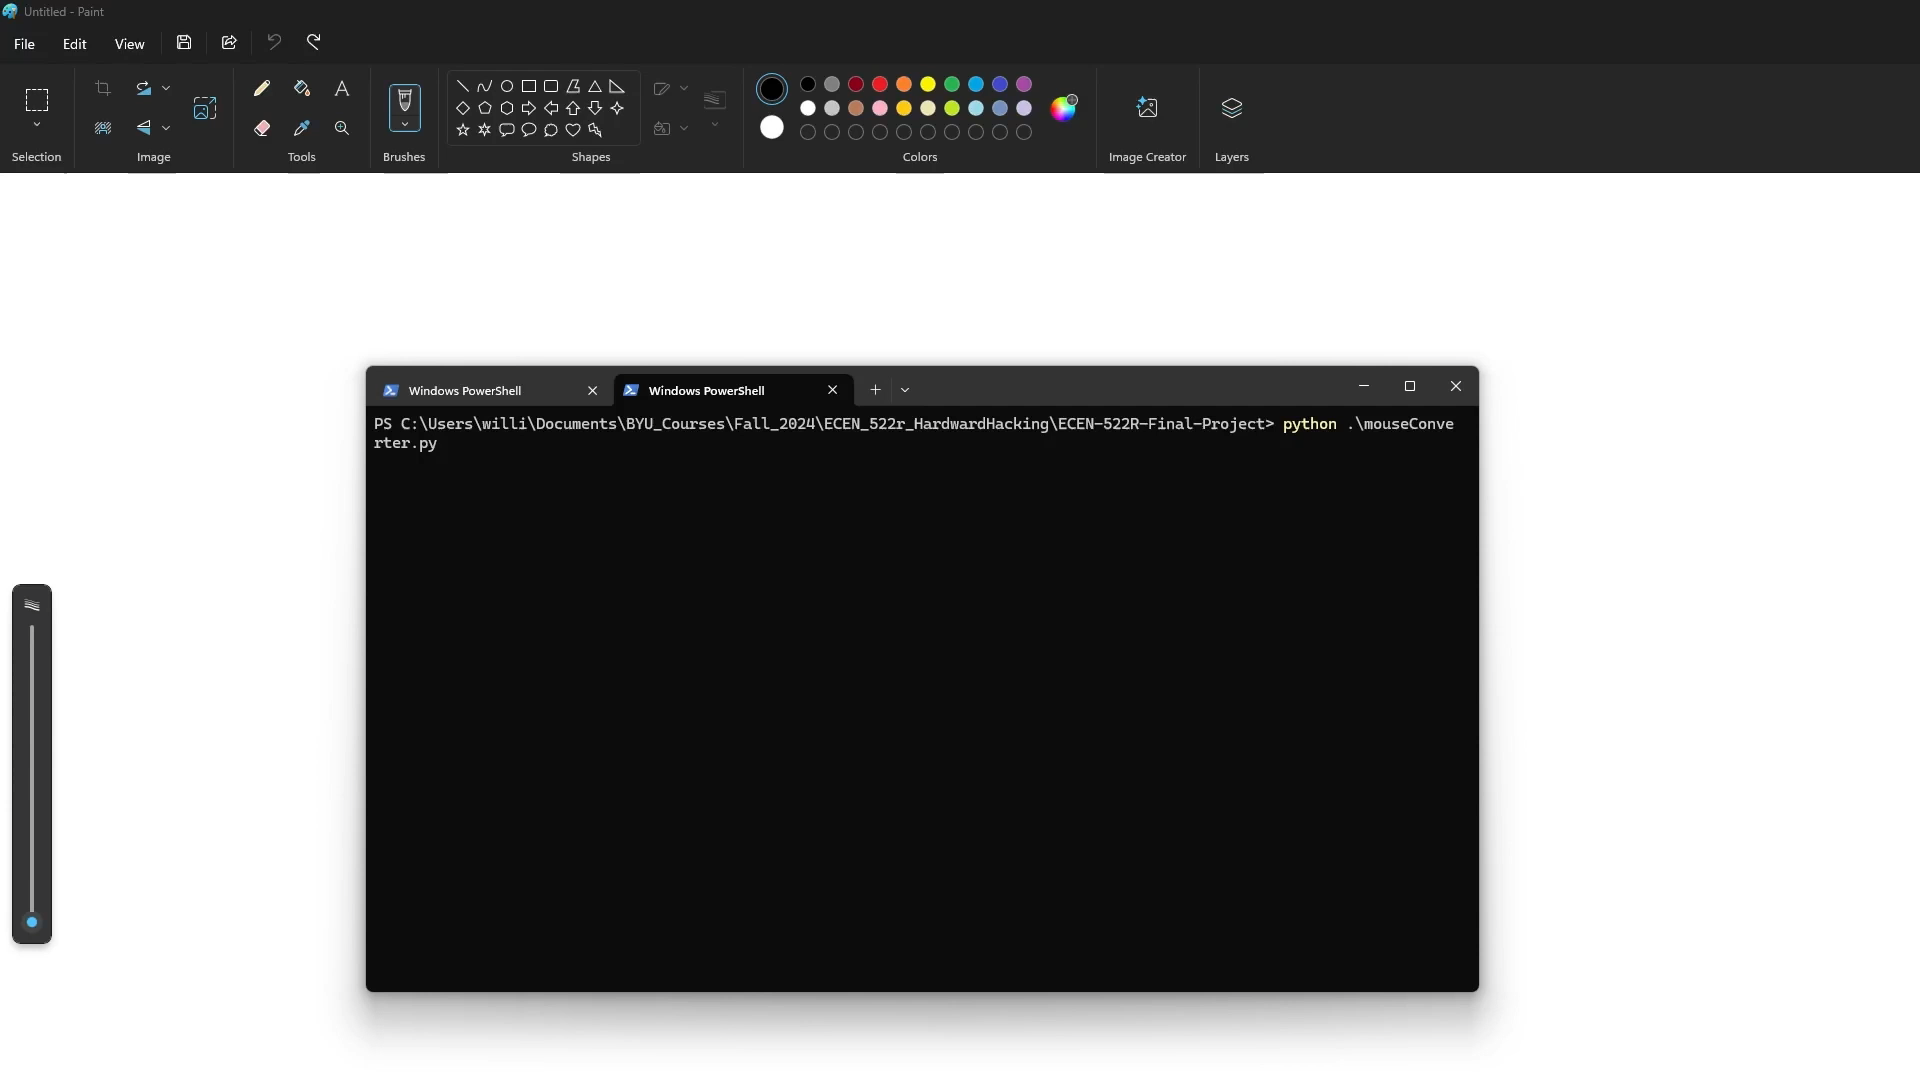 Untitled - Paint
File Edit View
Selection Image Tools Brushes Shapes Colors Image Creator Layers
Windows PowerShell Windows PowerShell
PS C:\Users\willi\Documents\BYU_Courses\Fall_2024\ECEN_522r_HardwardHacking\ECEN-522R-Final-Project> python .\mouseConve
rter.py